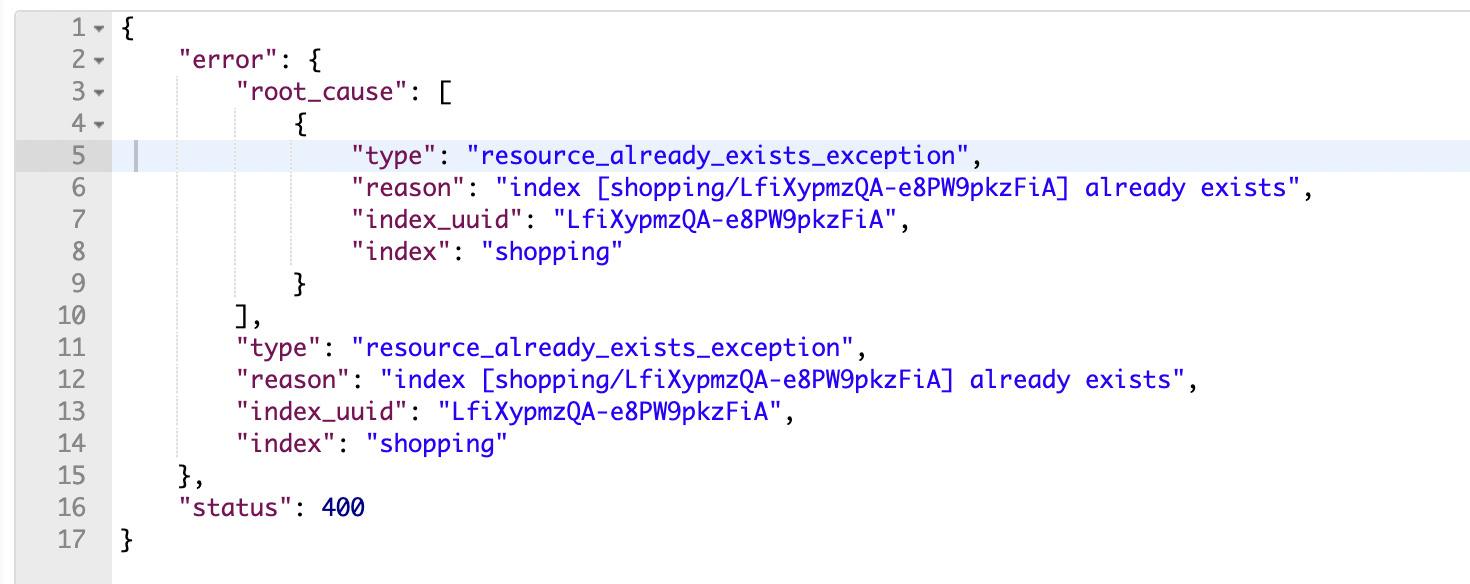 1 {
2 "error": {
3 "root_cause": [
4 {
5 "type": "resource_already_exists_exception",
6 "reason": "index [shopping/LfiXypmzQA-e8PW9pkzFiA] already exists",
7 "index_uuid": "LfiXypmzQA-e8PW9pkzFiA",
8 "index": "shopping"
9 }
10 ],
11 "type": "resource_already_exists_exception",
12 "reason": "index [shopping/LfiXypmzQA-e8PW9pkzFiA] already exists",
13 "index_uuid": "LfiXypmzQA-e8PW9pkzFiA",
14 "index": "shopping"
15 },
16 "status": 400
17 }